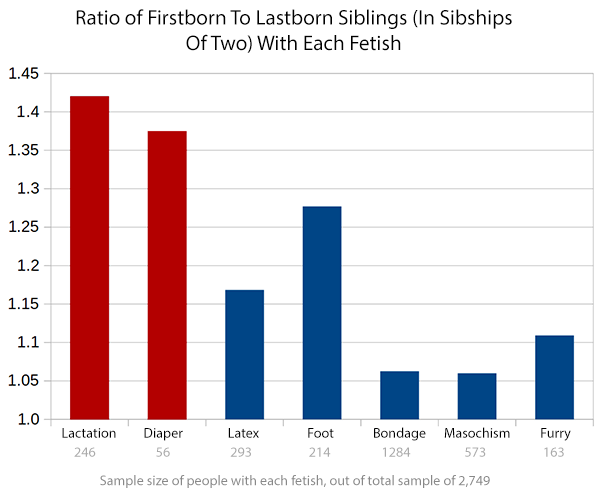 Ratio of Firstborn To Lastborn Siblings (In Sibships
Of Two) With Each Fetish
1.45
1.4
1.35
1.3
1.25
1.2
1.15
1.1
1.05
1.0
Lactation Diaper Latex Foot Bondage Masochism Furry
246 56 293 214 1284 573 163
Sample size of people with each fetish, out of total sample of 2,749